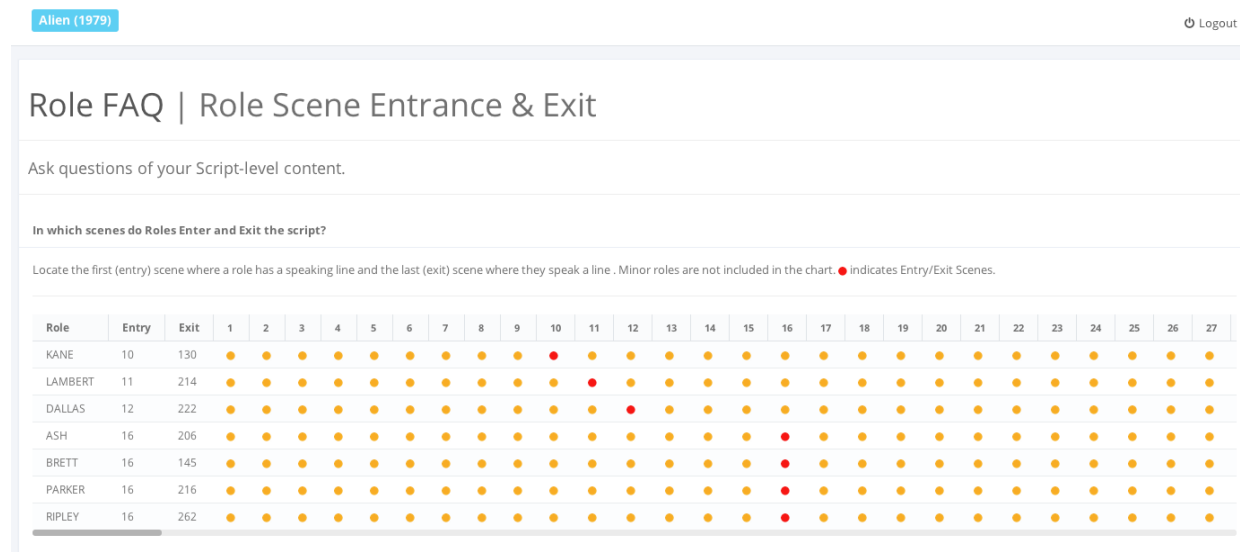 Alien (1979)
Logout
Role FAQ | Role Scene Entrance & Exit
Ask questions of your Script-level content.
In which scenes do Roles Enter and Exit the script?
Locate the first (entry) scene where a role has a speaking line and the last (exit) scene where they speak a line . Minor roles are not included in the chart. indicates Entry/Exit Scenes.
Role Entry Exit 1 2 3 4 5 6 7 8 9 10 11 12 13 14 15 16 17 18 19 20 21 22 23 24 25 26 27
KANE 10 130
LAMBERT 11 214
DALLAS 12 222
ASH 16 206
BRETT 16 145
PARKER 16 216
RIPLEY 16 262